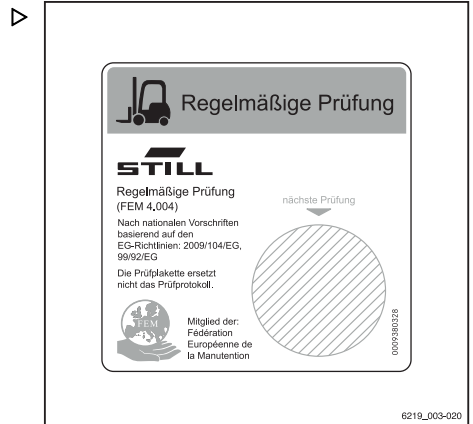 Regelmäßige Prüfung
STILL
Regelmäßige Prüfung
(FEM 4.004)
Nach nationalen Vorschriften
basierend auf den
EG-Richtlinien: 2009/104/EG,
99/92/EG
Die Prüfplakette ersetzt
nicht das Prüfprotokoll.
FEM
Mitglied der:
Fédération
Européenne de
la Manutention
nächste Prüfung
0009380328
6219_003-020